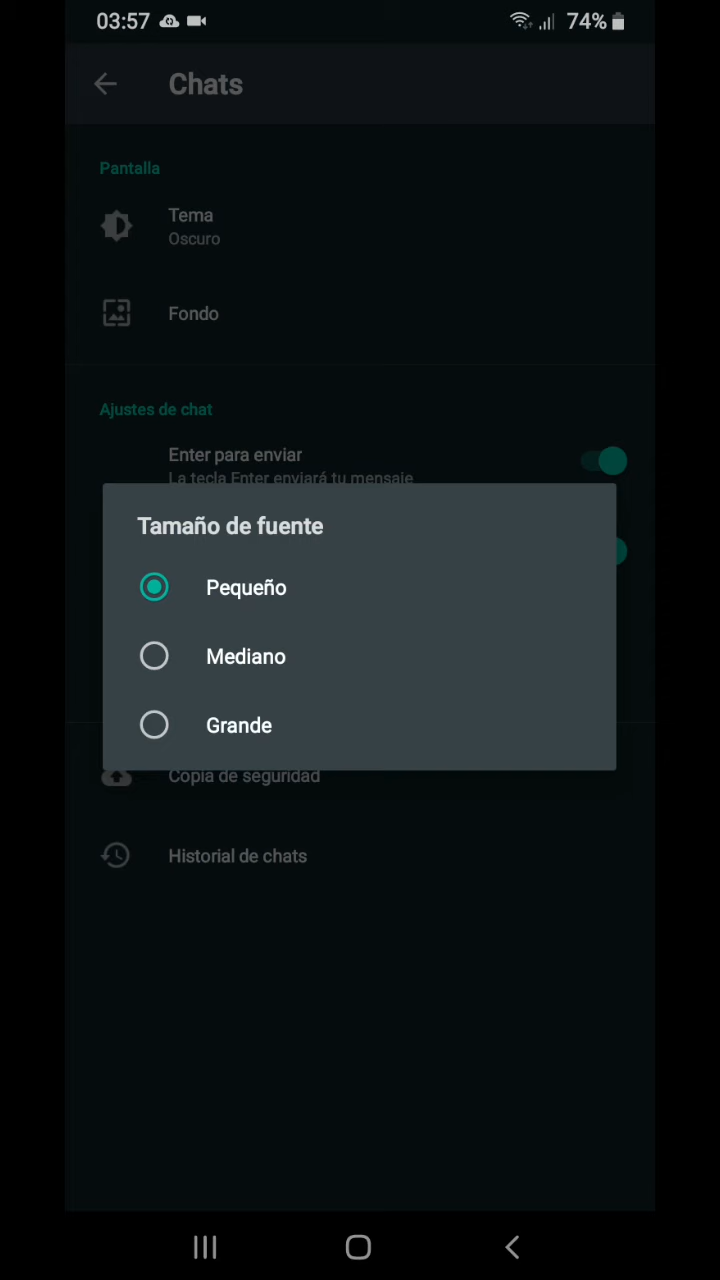 03:57
74%
Chats
Pantalla
Tema
Oscuro
Fondo
Ajustes de chat
Enter para enviar
La tecla Enter enviará tu mensaje
Tamaño de fuente
Pequeño
Mediano
Grande
Copia de seguridad
Historial de chats